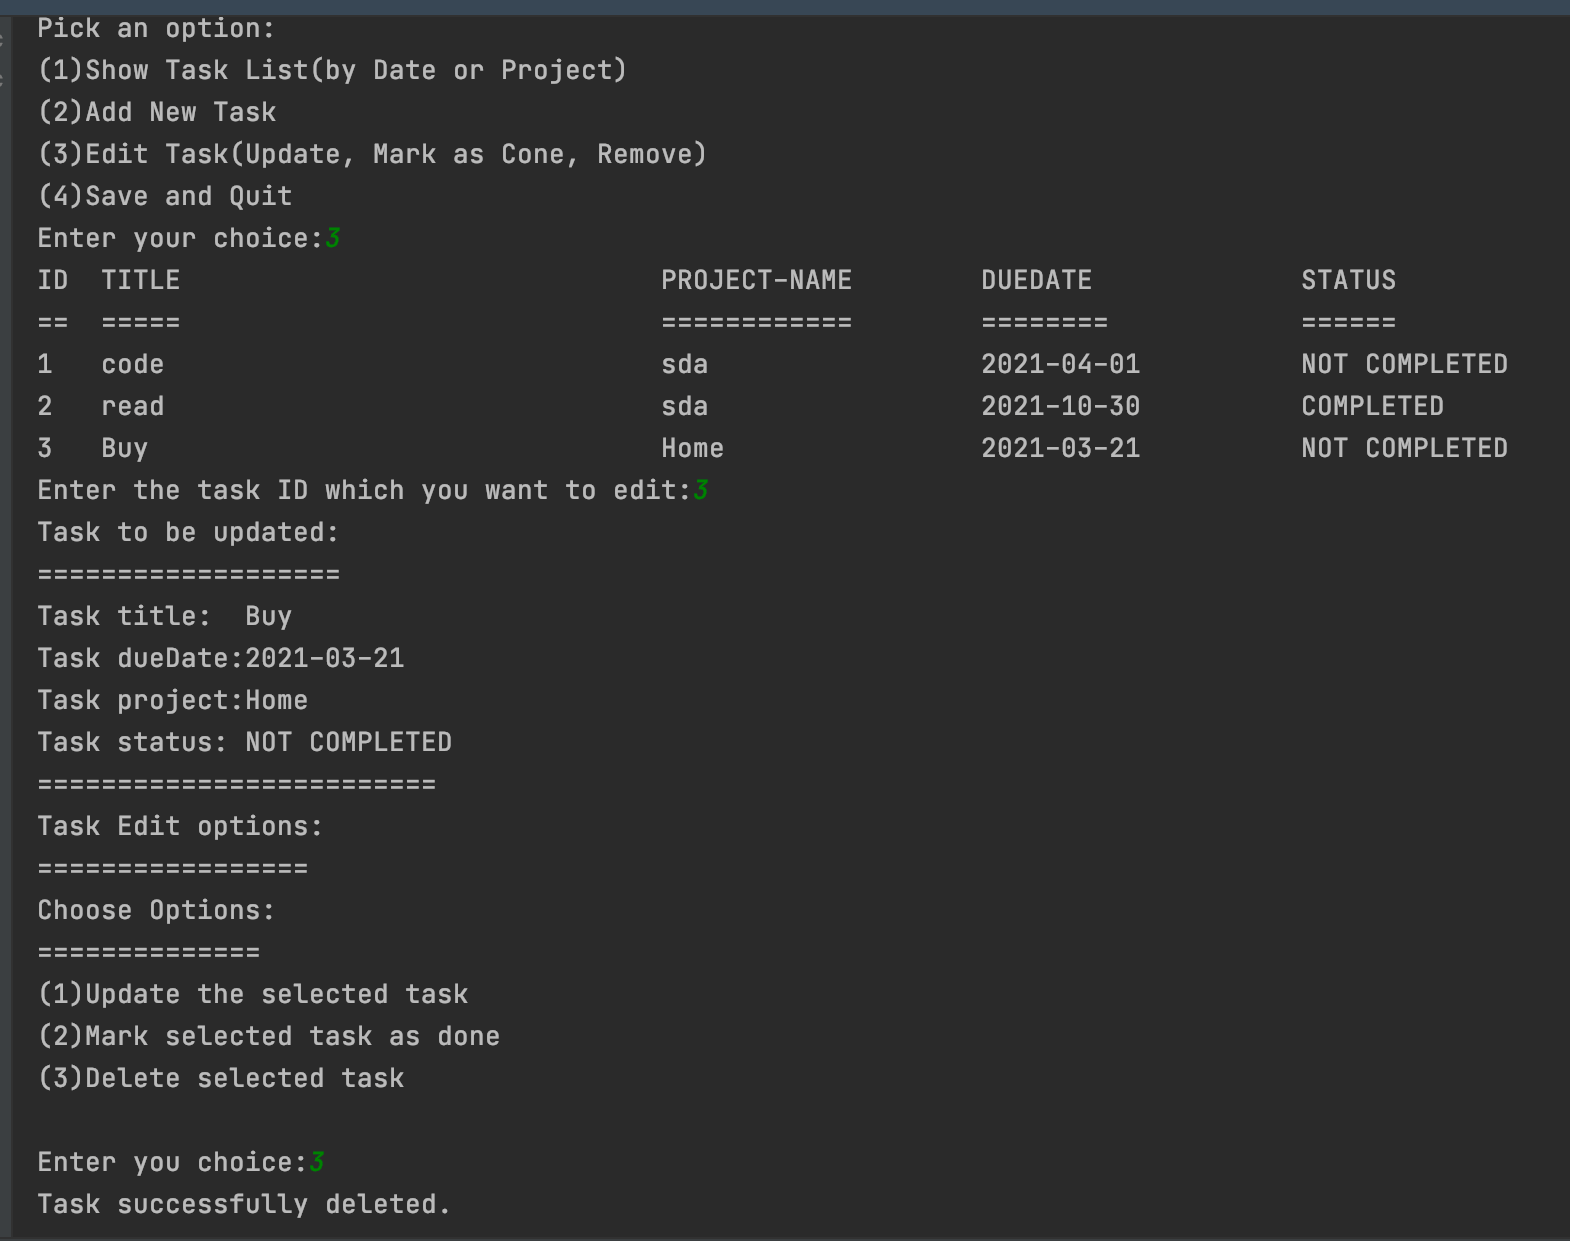 Pick an option:
(1)Show Task List(by Date or Project)
(2)Add New Task
(3)Edit Task(Update, Mark as Cone, Remove)
(4)Save and Quit
Enter your choice:3
ID  TITLE                              PROJECT-NAME        DUEDATE             STATUS
==  =====                              ============        ========            ======
1   code                               sda                 2021-04-01          NOT COMPLETED
2   read                               sda                 2021-10-30          COMPLETED
3   Buy                                Home                2021-03-21          NOT COMPLETED
Enter the task ID which you want to edit:3
Task to be updated:
===================
Task title:  Buy
Task dueDate:2021-03-21
Task project:Home
Task status: NOT COMPLETED
=========================
Task Edit options:
=================
Choose Options:
==============
(1)Update the selected task
(2)Mark selected task as done
(3)Delete selected task

Enter you choice:3
Task successfully deleted.